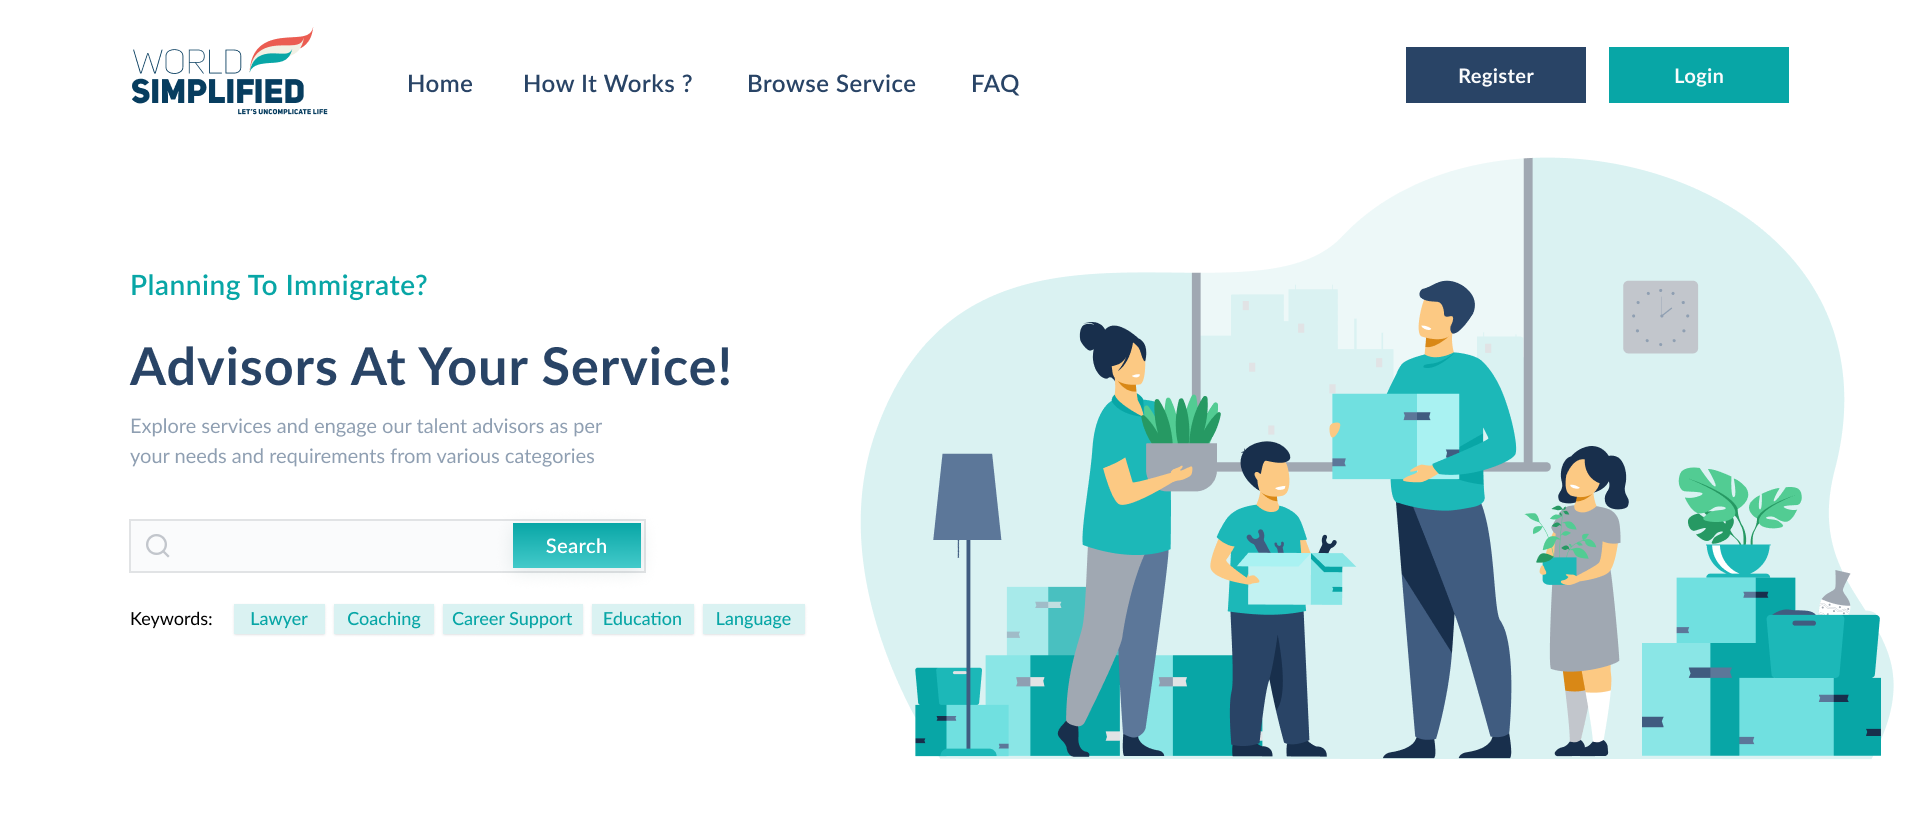 WORLD
SIMPLIFIED
LET'S UNCOMPLICATE LIFE
Home How It Works ? Browse Service FAQ
Register Login
Planning To Immigrate?
Advisors At Your Service!
Explore services and engage our talent advisors as per
your needs and requirements from various categories
Search
Keywords: Lawyer Coaching Career Support Education Language